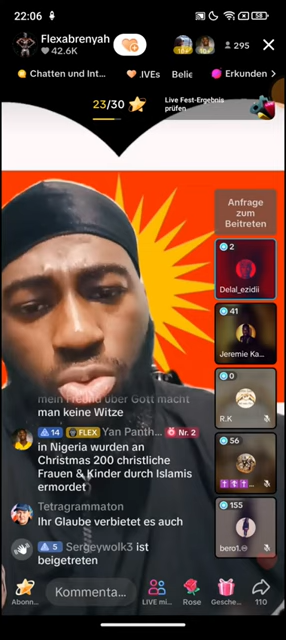 22:06
58
Flexabrenyah
42.6K
295
Chatten und Int...
LIVEs
Belie
Erkunden
23/30
Live Fest-Ergebnis
prüfen
Anfrage
zum
Beitreten
2
Delal_ezidii
41
Jeremie Ka...
0
R.K
56
155
bero1.
mein Freund über Gott macht
man keine Witze
14 FLEX Yan Panth... Nr. 2
in Nigeria wurden an
Christmas 200 christliche
Frauen & Kinder durch Islamis
ermordet
Tetragrammaton
Ihr Glaube verbietet es auch
5 Sergeywolk3 ist
beigetreten
Abonn...
Kommenta...
LIVE mi...
Rose
Gesche...
110